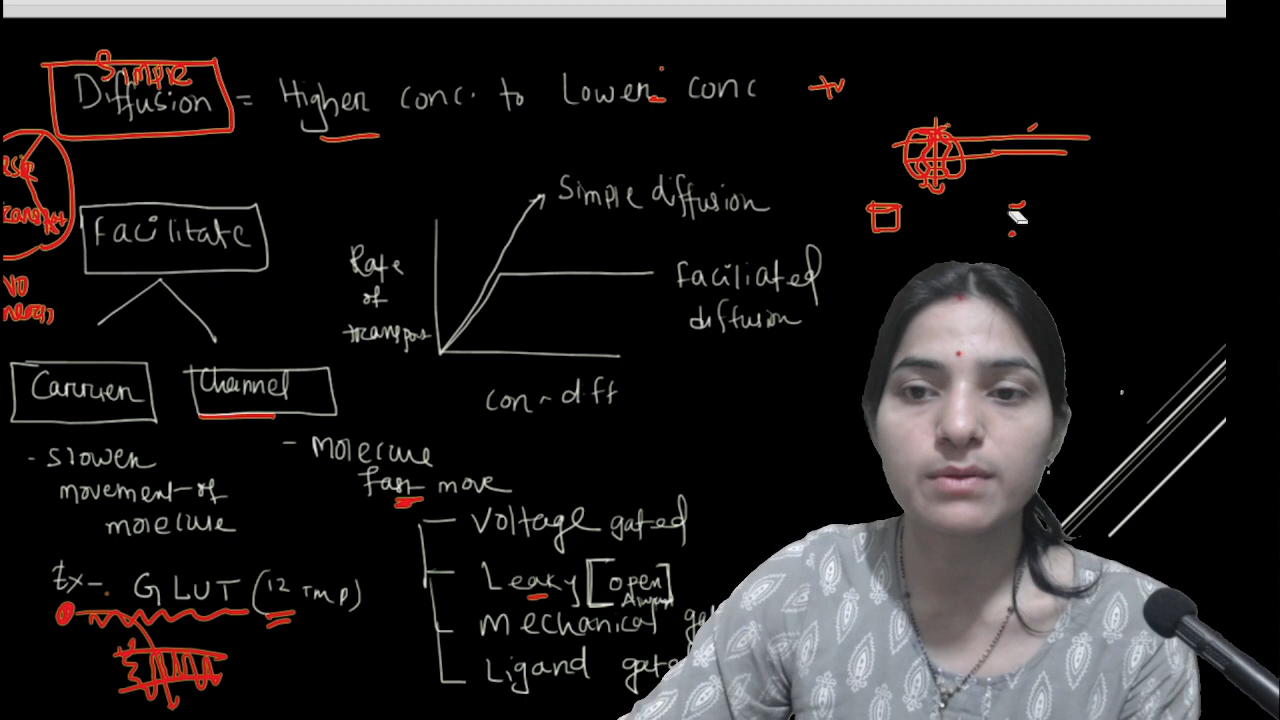 Simple
Diffusion = Higher conc. to Lower conc
Facilitate
Simple diffusion
Rate
of
transport
Faciliated
diffusion
con - diff
Carrier
Channel
- slower
movement of
molecule
- molecule
fast move
Voltage gated
Leaky [open
Always]
mechanical
Ligand
Ex- GLUT (12 TMP)
No